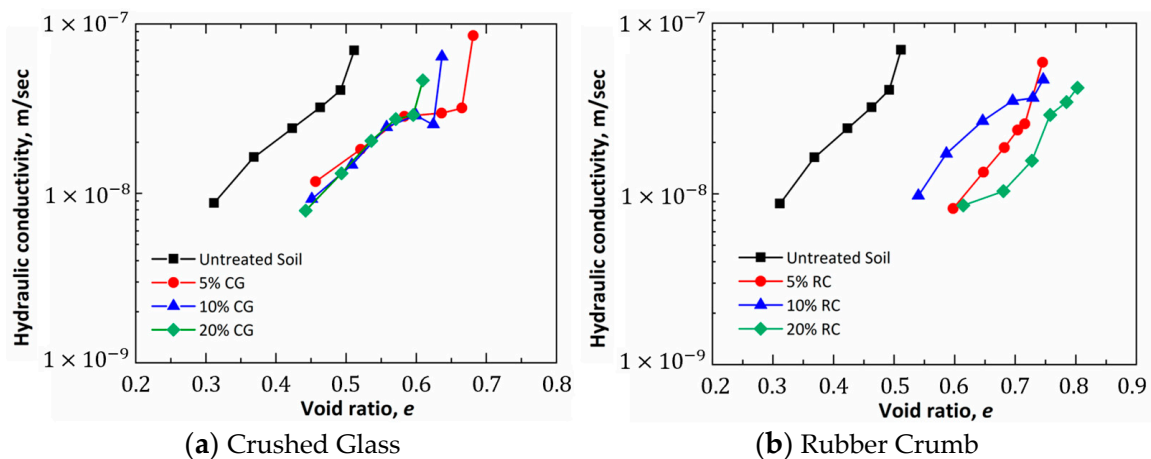 Hydraulic conductivity, m/sec
1 × 10⁻⁷
1 × 10⁻⁸
1 × 10⁻⁹
Untreated Soil
5% CG
10% CG
20% CG
0.2 0.3 0.4 0.5 0.6 0.7 0.8
Void ratio, e
(a) Crushed Glass
Hydraulic conductivity, m/sec
1 × 10⁻⁷
1 × 10⁻⁸
1 × 10⁻⁹
Untreated Soil
5% RC
10% RC
20% RC
0.2 0.3 0.4 0.5 0.6 0.7 0.8 0.9
Void ratio, e
(b) Rubber Crumb